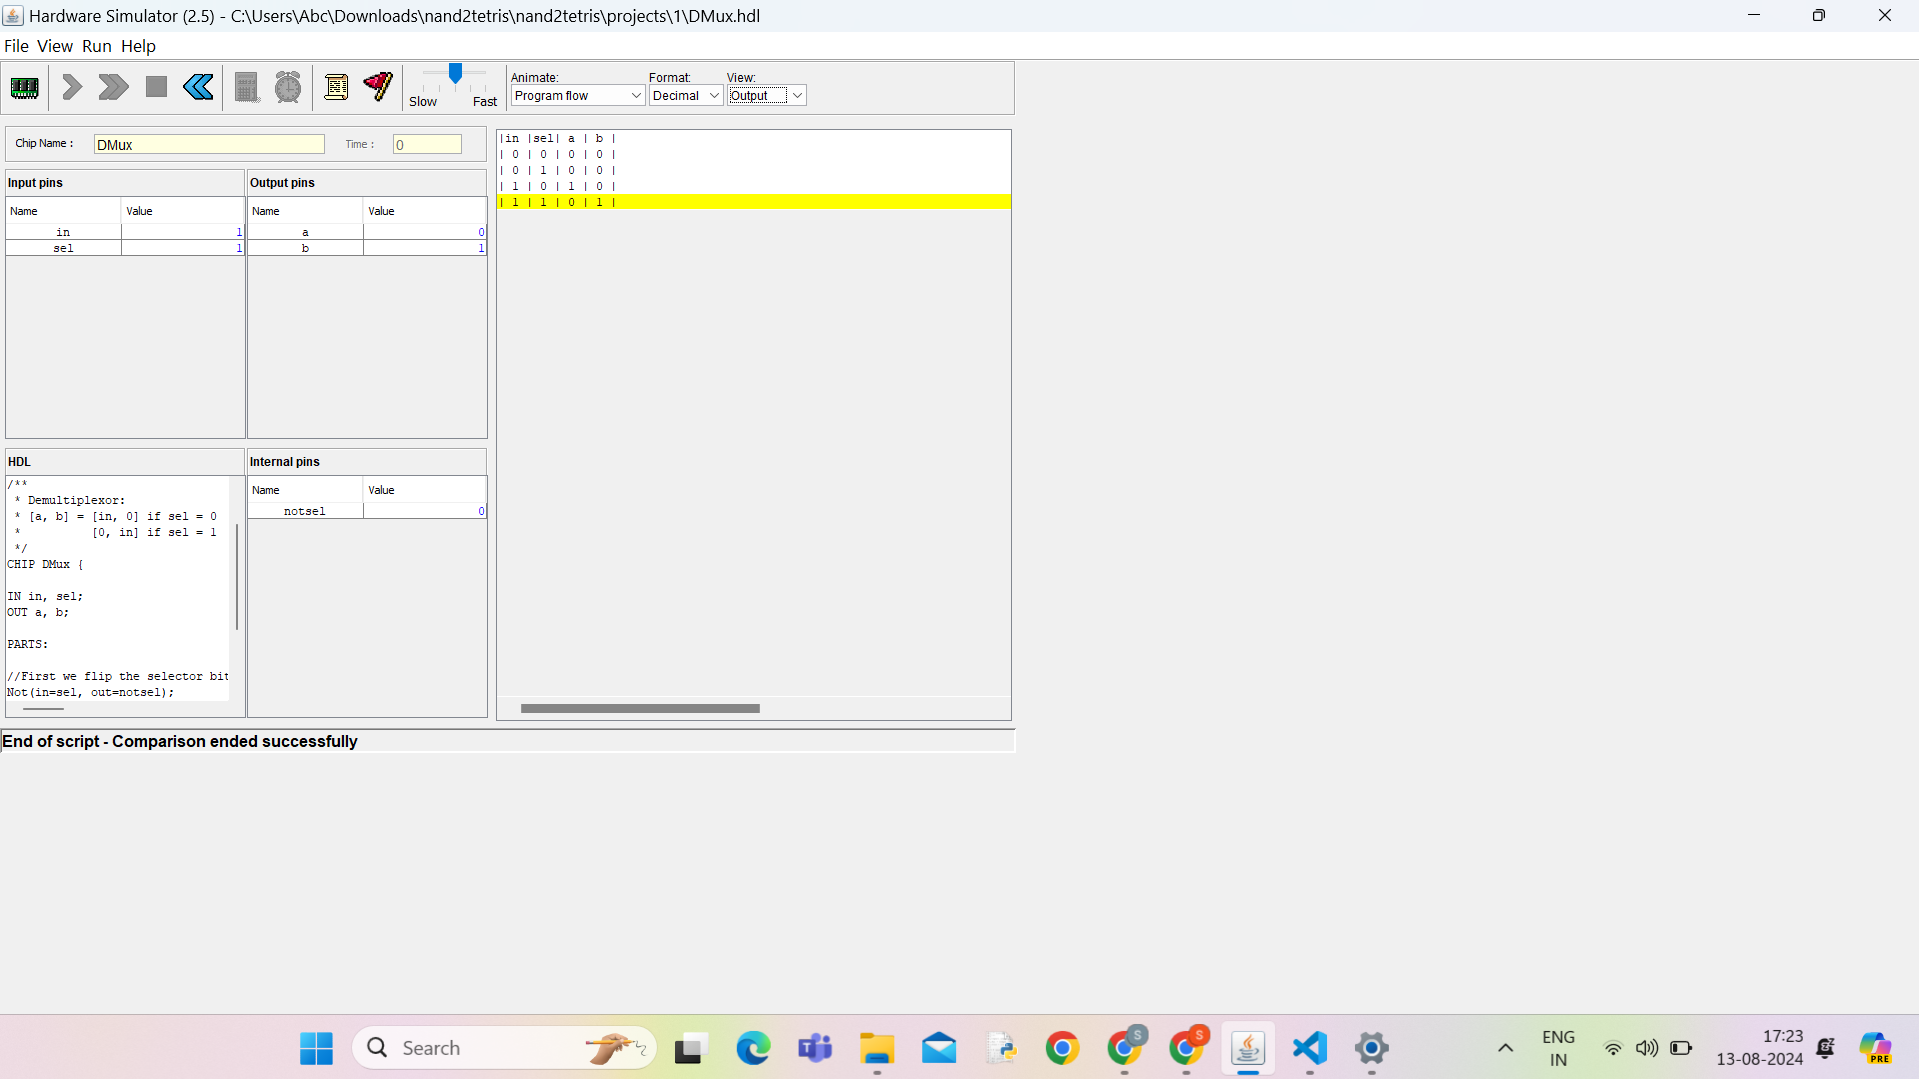 Hardware Simulator (2.5) - C:\Users\Abc\Downloads\nand2tetris\nand2tetris\projects\1\DMux.hdl
File View Run Help
Slow Fast
Animate: Format: View:
Program flow Decimal Output
Chip Name : DMux Time : 0
Input pins
Name Value
in 1
sel 1
Output pins
Name Value
a 0
b 1
HDL
/**
* Demultiplexor:
* [a, b] = [in, 0] if sel = 0
* [0, in] if sel = 1
*/
CHIP DMux {
IN in, sel;
OUT a, b;
PARTS:
//First we flip the selector bit
Not(in=sel, out=notsel);
Internal pins
Name Value
notsel 0
|in |sel| a | b |
| 0 | 0 | 0 | 0 |
| 0 | 1 | 0 | 0 |
| 1 | 0 | 1 | 0 |
| 1 | 1 | 0 | 1 |
End of script - Comparison ended successfully
Search
S
S
ENG
IN
17:23
13-08-2024
PRE